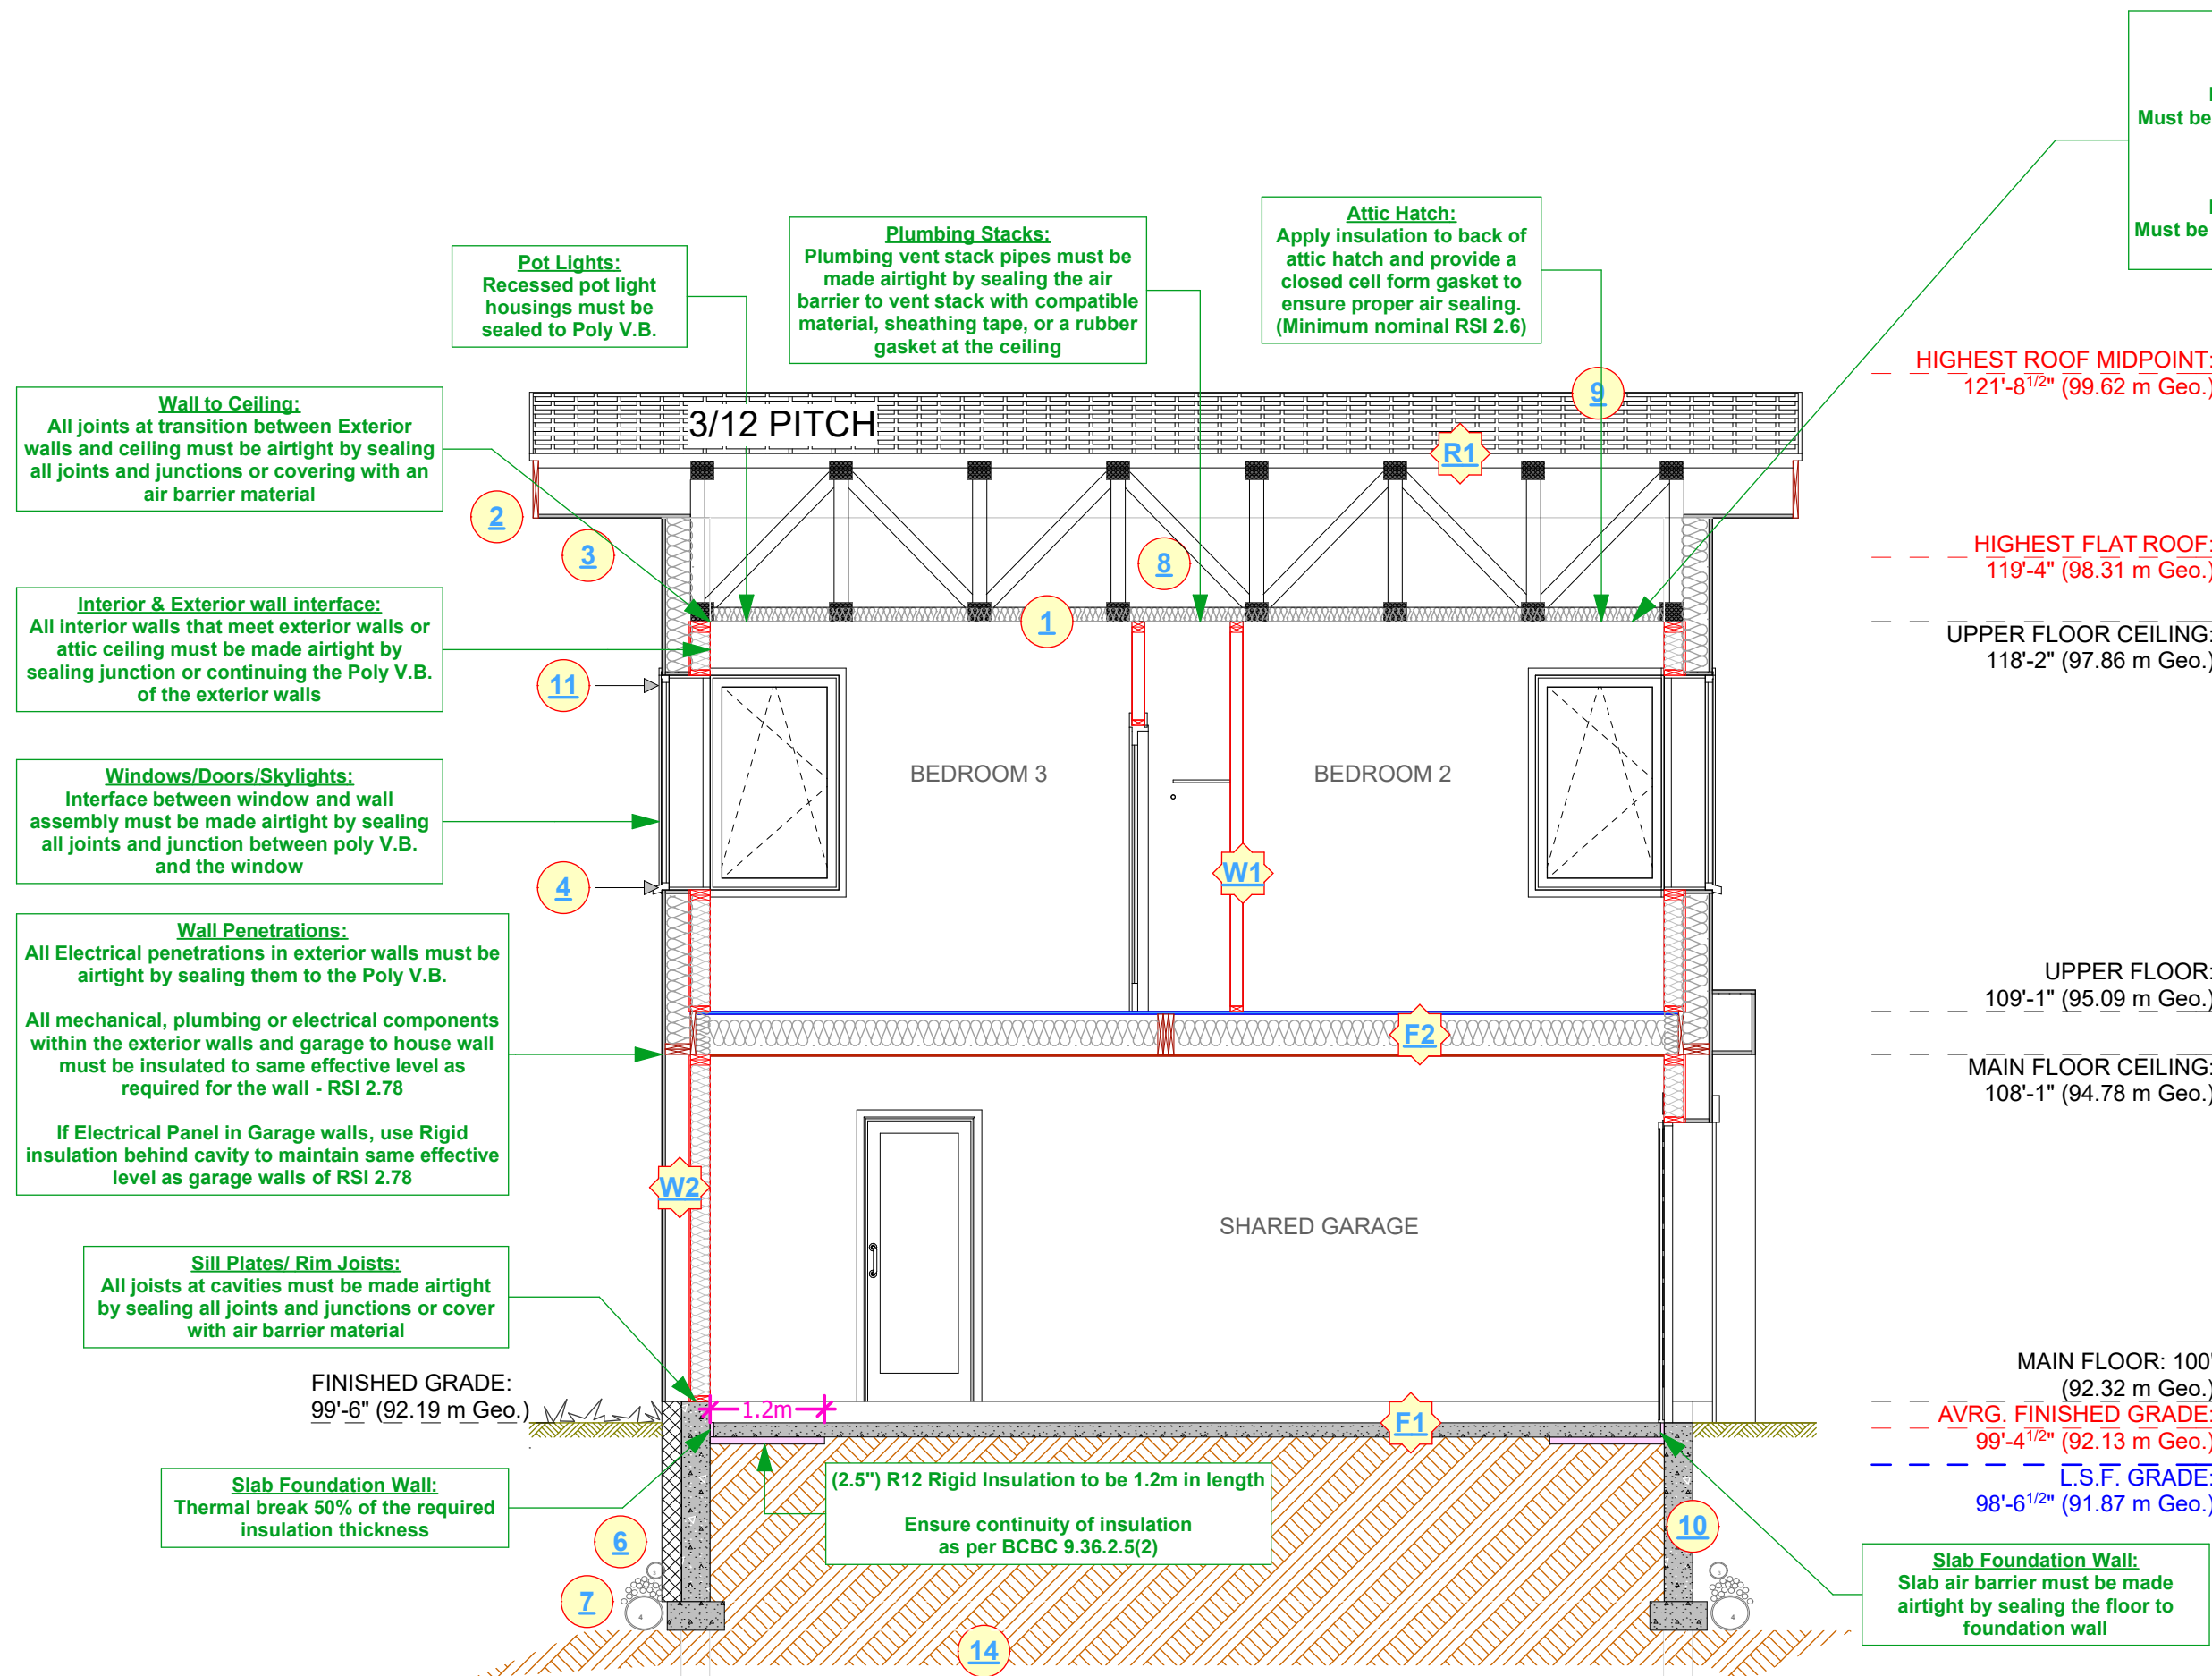 Must be
Must be
Pot Lights:
Recessed pot light
housings must be
sealed to Poly V.B.
Plumbing Stacks:
Plumbing vent stack pipes must be
made airtight by sealing the air
barrier to vent stack with compatible
material, sheathing tape, or a rubber
gasket at the ceiling
Attic Hatch:
Apply insulation to back of
attic hatch and provide a
closed cell form gasket to
ensure proper air sealing.
(Minimum nominal RSI 2.6)
Wall to Ceiling:
All joints at transition between Exterior
walls and ceiling must be airtight by sealing
all joints and junctions or covering with an
air barrier material
Interior & Exterior wall interface:
All interior walls that meet exterior walls or
attic ceiling must be made airtight by
sealing junction or continuing the Poly V.B.
of the exterior walls
Windows/Doors/Skylights:
Interface between window and wall
assembly must be made airtight by sealing
all joints and junction between poly V.B.
and the window
Wall Penetrations:
All Electrical penetrations in exterior walls must be
airtight by sealing them to the Poly V.B.
All mechanical, plumbing or electrical components
within the exterior walls and garage to house wall
must be insulated to same effective level as
required for the wall - RSI 2.78
If Electrical Panel in Garage walls, use Rigid
insulation behind cavity to maintain same effective
level as garage walls of RSI 2.78
Sill Plates/ Rim Joists:
All joists at cavities must be made airtight
by sealing all joints and junctions or cover
with air barrier material
FINISHED GRADE:
99'-6" (92.19 m Geo.)
Slab Foundation Wall:
Thermal break 50% of the required
insulation thickness
3/12 PITCH
9
R1
2
3
8
1
11
4
BEDROOM 3
BEDROOM 2
W1
F2
W2
SHARED GARAGE
1.2m
F1
(2.5") R12 Rigid Insulation to be 1.2m in length
Ensure continuity of insulation
as per BCBC 9.36.2.5(2)
6
7
10
14
4
4
HIGHEST ROOF MIDPOINT:
121'-8 1/2" (99.62 m Geo.)
HIGHEST FLAT ROOF:
119'-4" (98.31 m Geo.)
UPPER FLOOR CEILING:
118'-2" (97.86 m Geo.)
UPPER FLOOR:
109'-1" (95.09 m Geo.)
MAIN FLOOR CEILING:
108'-1" (94.78 m Geo.)
MAIN FLOOR: 100'
(92.32 m Geo.)
AVRG. FINISHED GRADE:
99'-4 1/2" (92.13 m Geo.)
L.S.F. GRADE:
98'-6 1/2" (91.87 m Geo.)
Slab Foundation Wall:
Slab air barrier must be made
airtight by sealing the floor to
foundation wall